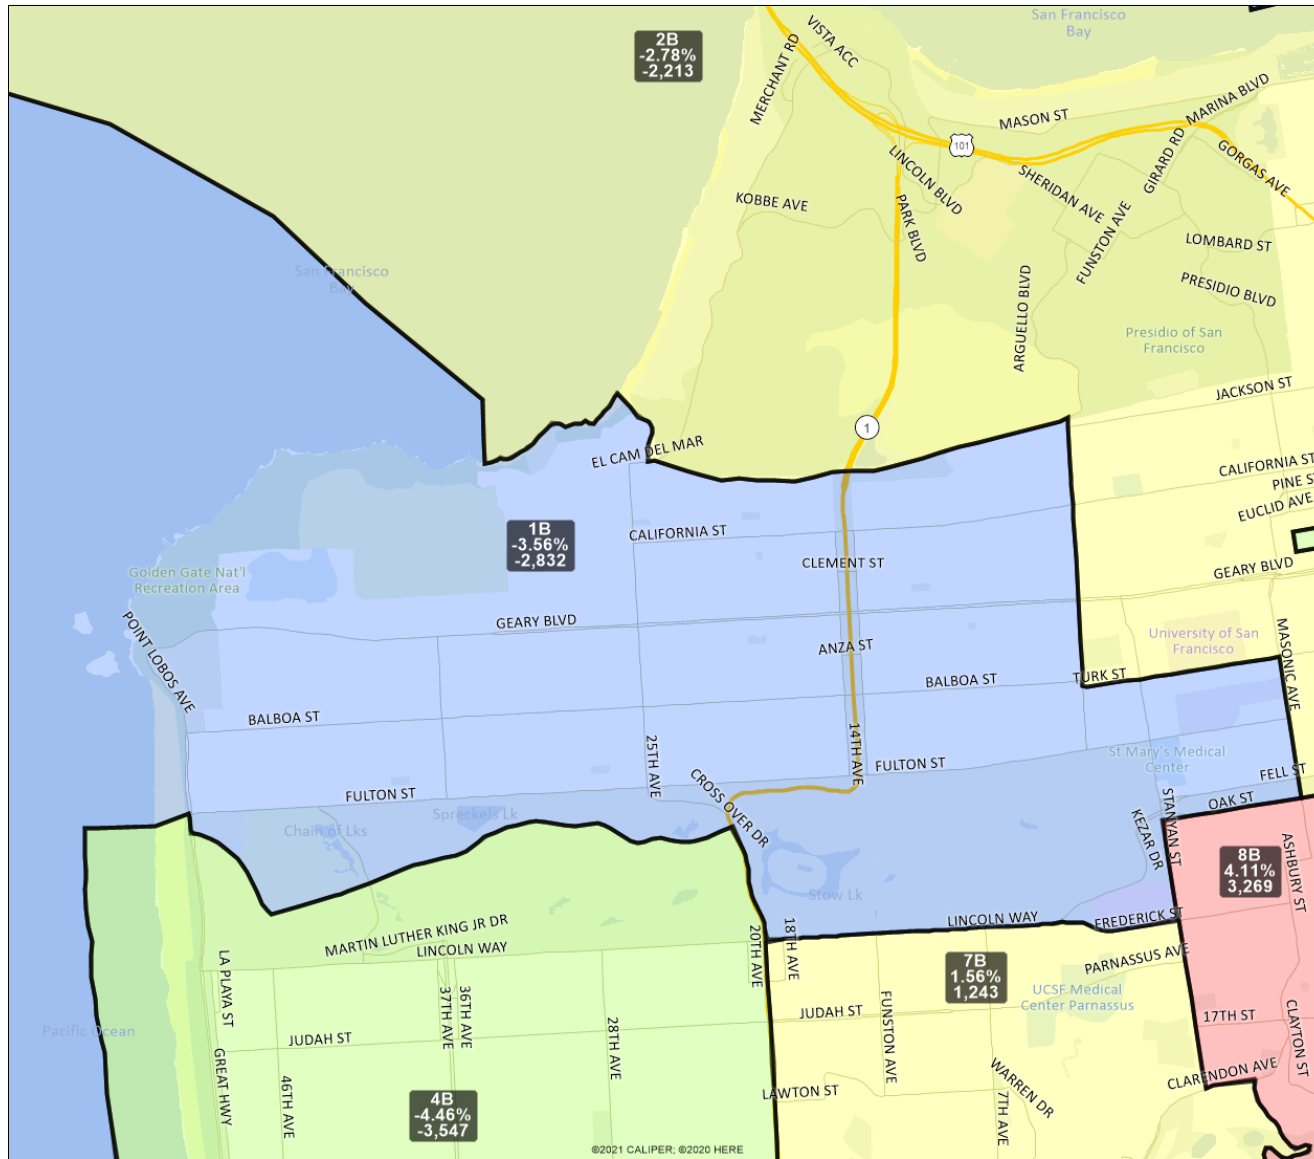 San Francisco
Bay
2B
-2.78%
-2,213
VISTA ACC
MERCHANT RD
MASON ST
MARINA BLVD
101
GORGAS AVE
LINCOLN BLVD
GIRARD RD
SHERIDAN AVE
KOBBE AVE
PARK BLVD
FUNSTON AVE
LOMBARD ST
San Francisco
Bay
PRESIDIO BLVD
ARGUELLO BLVD
Presidio of San
Francisco
JACKSON ST
1
EL CAM DEL MAR
CALIFORNIA ST
PINE S
EUCLID AVE
1B
-3.56%
-2,832
CALIFORNIA ST
CLEMENT ST
GEARY BLVD
Golden Gate Nat'l
Recreation Area
GEARY BLVD
POINT LOBOS AVE
University of San
Francisco
MASONIC AVE
ANZA ST
TURK ST
BALBOA ST
BALBOA ST
25TH AVE
14TH AVE
St Mary's Medical
Center
FULTON ST
FELL ST
FULTON ST
CROSS OVER DR
OAK ST
Spreckels Lk
Chain of Lks
STANYAN ST
KEZAR DR
ASHBURY ST
8B
4.11%
3,269
Stow Lk
LINCOLN WAY
FREDERICK ST
MARTIN LUTHER KING JR DR
LINCOLN WAY
20TH AVE
18TH AVE
PARNASSUS AVE
7B
1.56%
1,243
UCSF Medical
Center Parnassus
LA PLAYA ST
37TH AVE
36TH AVE
28TH AVE
JUDAH ST
FUNSTON AVE
17TH ST
CLAYTON ST
Pacific Ocean
JUDAH ST
GREAT HWY
46TH AVE
LAWTON ST
WARREN DR
7TH AVE
CLARENDON AVE
4B
-4.46%
-3,547
©2021 CALIPER; ©2020 HERE